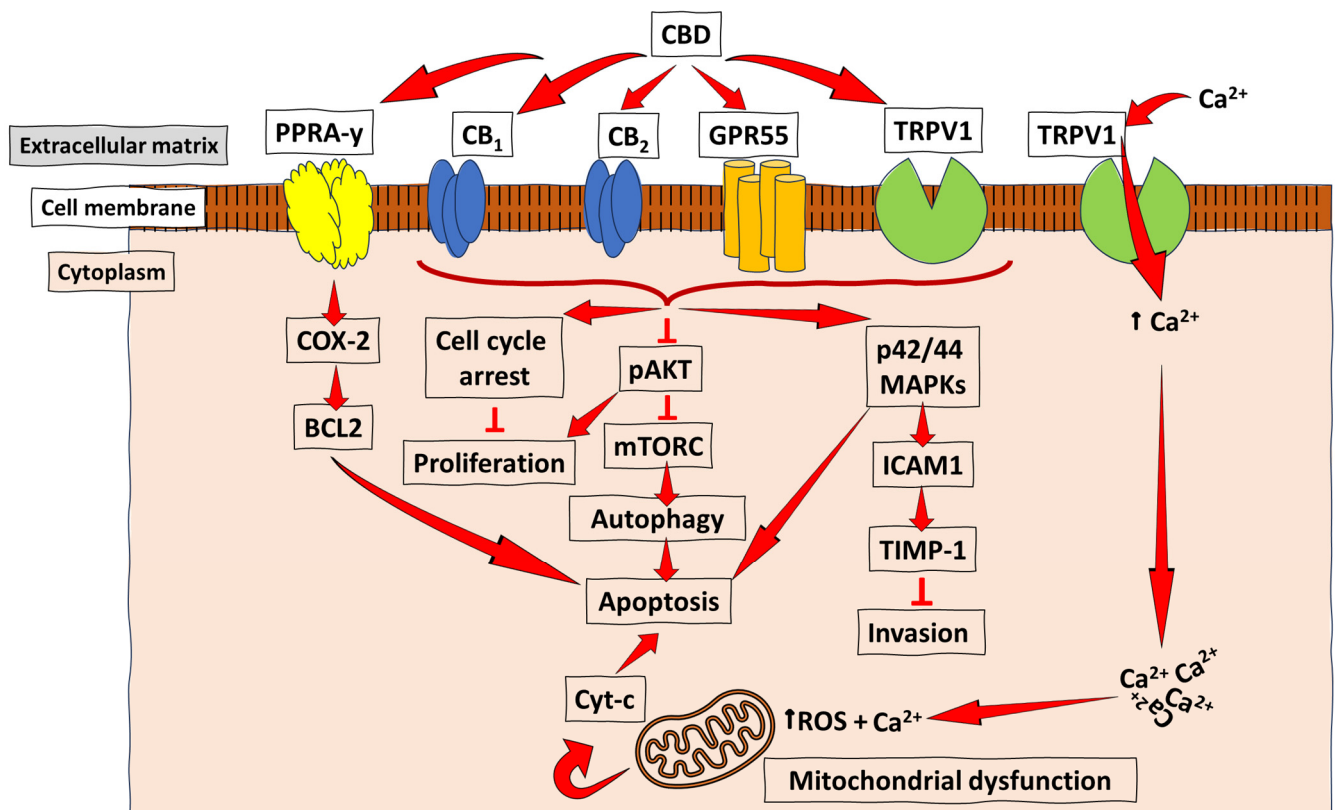 CBD
PPRA-y
CB₁
CB₂
GPR55
TRPV1
TRPV1
Ca²⁺
Extracellular matrix
Cell membrane
Cytoplasm
COX-2
BCL2
Cell cycle
arrest
Proliferation
pAKT
mTORC
Autophagy
Apoptosis
p42/44
MAPKs
ICAM1
TIMP-1
Invasion
↑ Ca²⁺
Ca²⁺ Ca²⁺
Ca²⁺ Ca²⁺
Cyt-c
↑ROS + Ca²⁺
Mitochondrial dysfunction